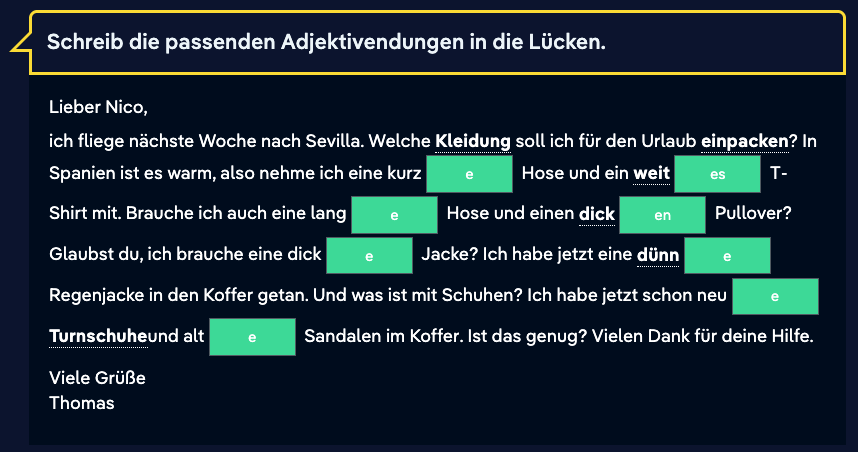 Schreib die passenden Adjektivendungen in die Lücken.
Lieber Nico,
ich fliege nächste Woche nach Sevilla. Welche Kleidung soll ich für den Urlaub einpacken? In
Spanien ist es warm, also nehme ich eine kurz e Hose und ein weit es T-
Shirt mit. Brauche ich auch eine lang e Hose und einen dick en Pullover?
Glaubst du, ich brauche eine dick e Jacke? Ich habe jetzt eine dünn e
Regenjacke in den Koffer getan. Und was ist mit Schuhen? Ich habe jetzt schon neu e
Turnschuheund alt e Sandalen im Koffer. Ist das genug? Vielen Dank für deine Hilfe.
Viele Grüße
Thomas